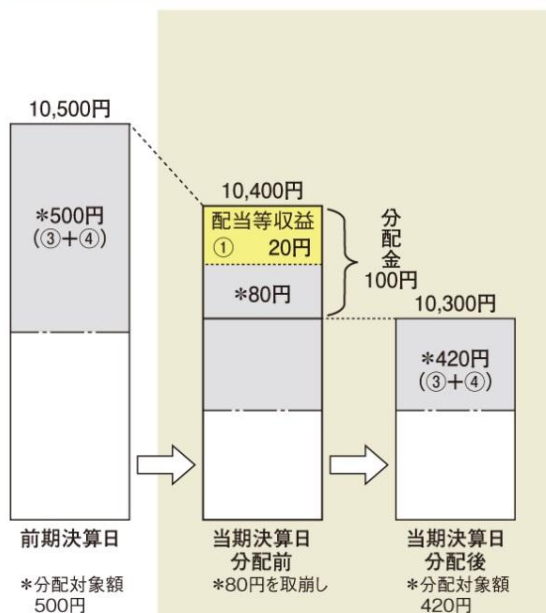 10,500円
*500円
(③+④)
10,400円
配当等収益
① 20円
*80円
分配金
100円
10,300円
*420円
(③+④)
前期決算日
*分配対象額
500円
当期決算日
分配前
*80円を取崩し
当期決算日
分配後
*分配対象額
420円